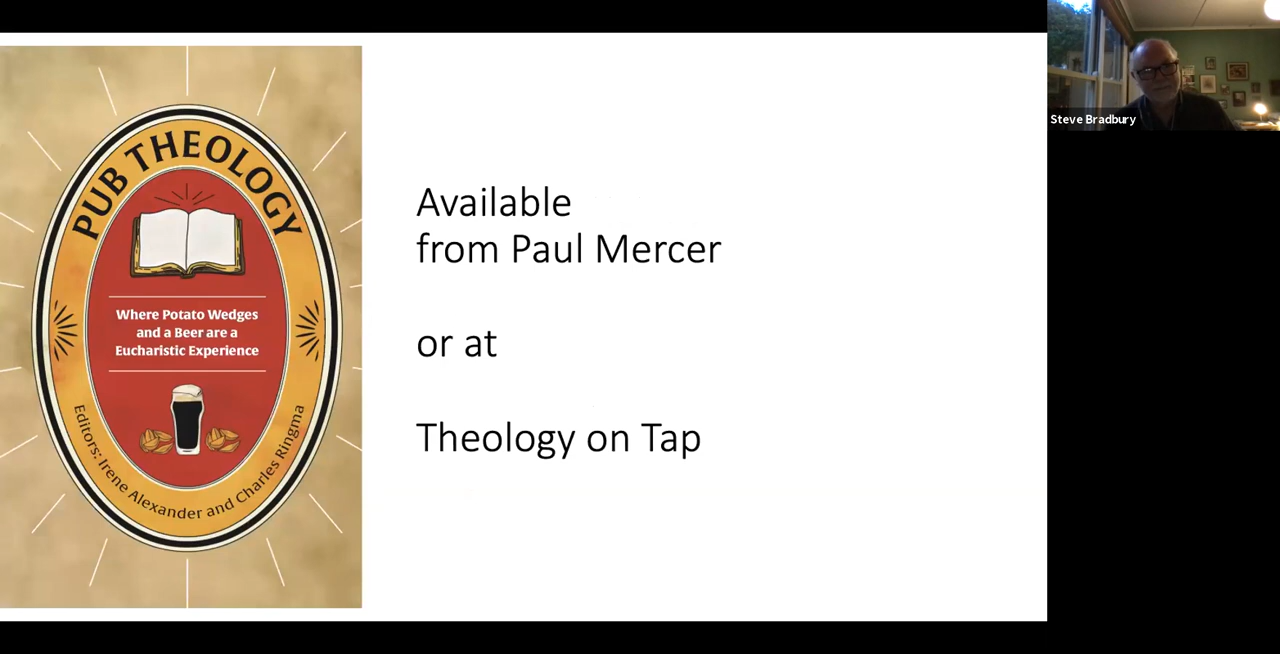 PUB THEOLOGY
Where Potato Wedges
and a Beer are a
Eucharistic Experience
Editors: Irene Alexander and Charles Ringma
Available
from Paul Mercer
or at
Theology on Tap
Steve Bradbury